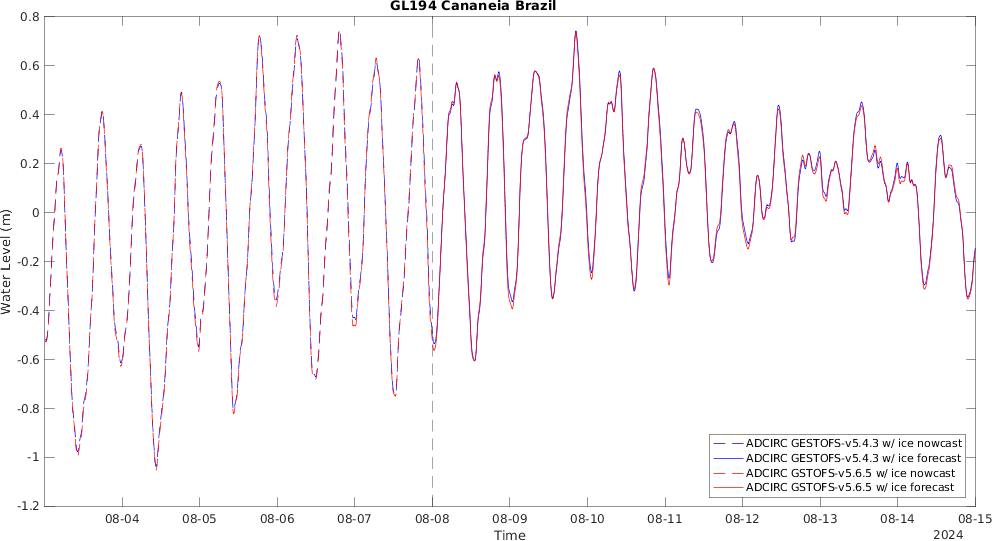 GL194 Cananeia Brazil
0.8
0.6
0.4
0.2
0
-0.2
-0.4
-0.6
-0.8
-1
-1.2
Water Level (m)
ADCIRC GESTOFS-v5.4.3 w/ ice nowcast
ADCIRC GESTOFS-v5.4.3 w/ ice forecast
ADCIRC GSTOFS-v5.6.5 w/ ice nowcast
ADCIRC GSTOFS-v5.6.5 w/ ice forecast
08-04 08-05 08-06 08-07 08-08 08-09 08-10 08-11 08-12 08-13 08-14 08-15
Time
2024